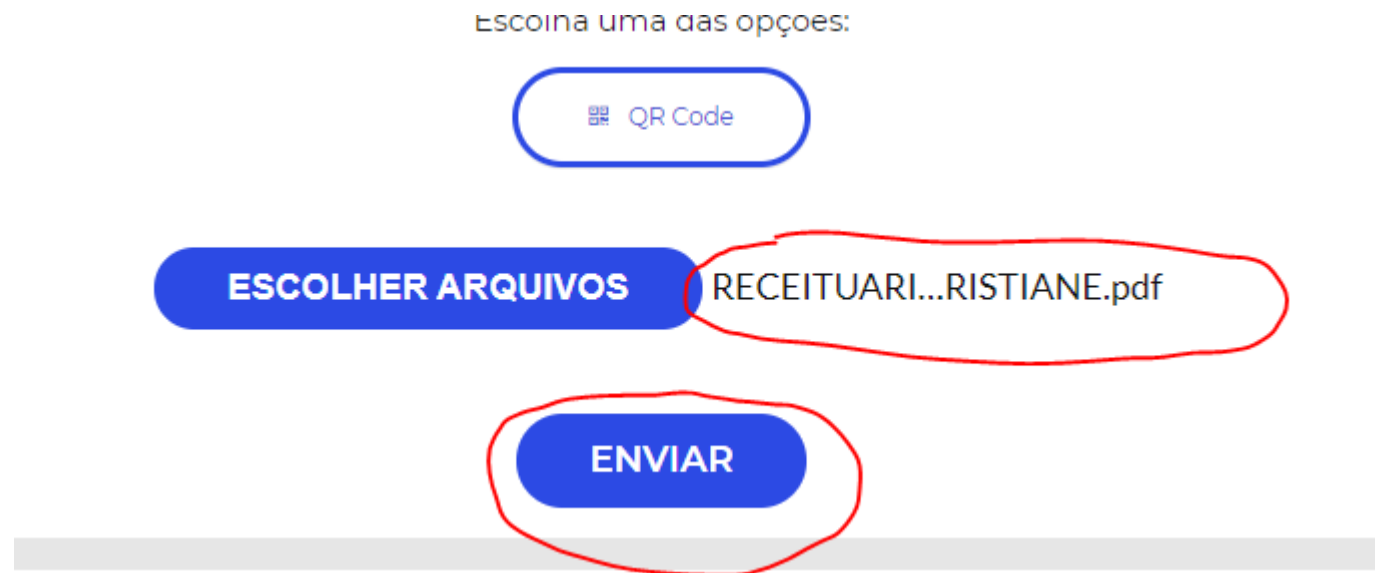 Escolha uma das opções:
QR Code
ESCOLHER ARQUIVOS RECEITUARI...RISTIANE.pdf
ENVIAR